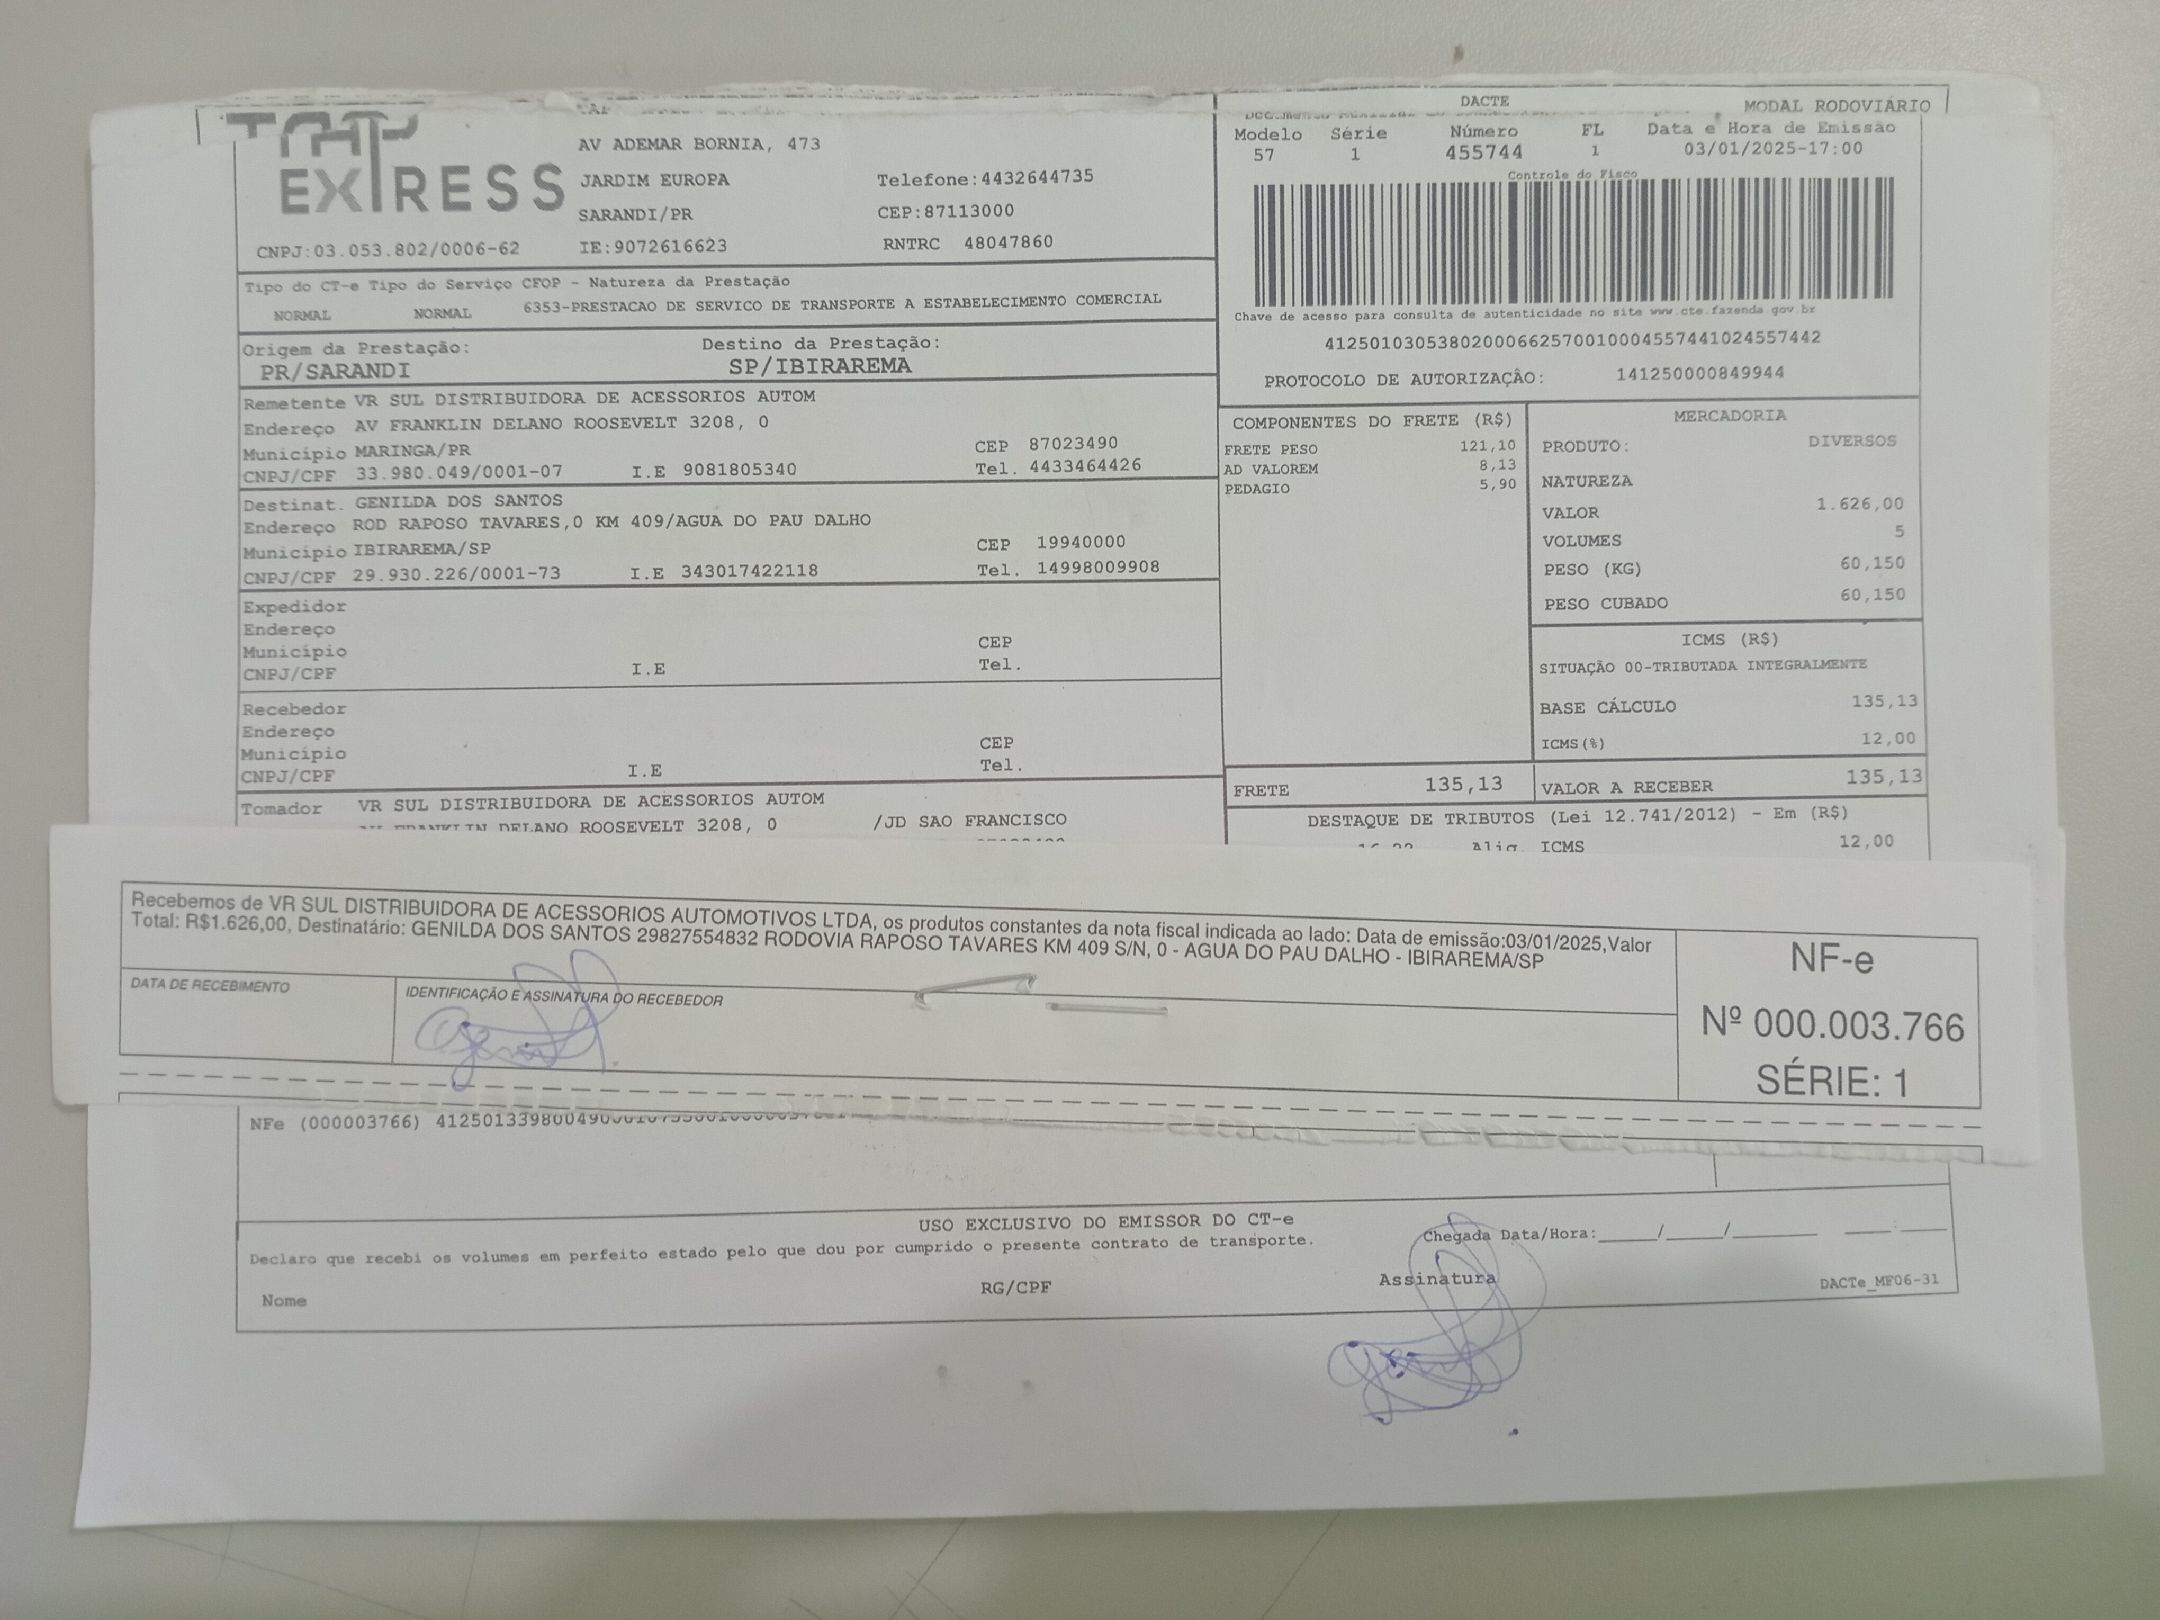 EXPRESS
AV ADEMAR BORNIA, 473
JARDIM EUROPA Telefone:4432644735
SARANDI/PR CEP:87113000
CNPJ:03.053.802/0006-62 IE:9072616623 RNTRC 48047860
DACTE MODAL RODOVIÁRIO
Modelo Série Número FL Data e Hora de Emissão
57 1 455744 1 03/01/2025-17:00
Controle do Fisco
Chave de acesso para consulta de autenticidade no site www.cte.fazenda.gov.br
41250103053802000662570010004557441024557442
PROTOCOLO DE AUTORIZAÇÂO: 141250000849944
Tipo do CT-e Tipo do Serviço CFOP - Natureza da Prestação
NORMAL NORMAL 6353-PRESTACAO DE SERVICO DE TRANSPORTE A ESTABELECIMENTO COMERCIAL
Origem da Prestação: Destino da Prestação:
PR/SARANDI SP/IBIRAREMA
Remetente VR SUL DISTRIBUIDORA DE ACESSORIOS AUTOM
Endereço AV FRANKLIN DELANO ROOSEVELT 3208, 0
Município MARINGA/PR CEP 87023490
CNPJ/CPF 33.980.049/0001-07 I.E 9081805340 Tel. 4433464426
Destinat. GENILDA DOS SANTOS
Endereço ROD RAPOSO TAVARES,0 KM 409/AGUA DO PAU DALHO
Município IBIRAREMA/SP CEP 19940000
CNPJ/CPF 29.930.226/0001-73 I.E 343017422118 Tel. 14998009908
Expedidor
Endereço
Município CEP
CNPJ/CPF I.E Tel.
Recebedor
Endereço
Município CEP
CNPJ/CPF I.E Tel.
Tomador VR SUL DISTRIBUIDORA DE ACESSORIOS AUTOM
FRANKLIN DELANO ROOSEVELT 3208, 0 /JD SAO FRANCISCO
COMPONENTES DO FRETE (R$)
FRETE PESO 121,10
AD VALOREM 8,13
PEDAGIO 5,90
FRETE 135,13
MERCADORIA
PRODUTO: DIVERSOS
NATUREZA
VALOR 1.626,00
VOLUMES 5
PESO (KG) 60,150
PESO CUBADO 60,150
ICMS (R$)
SITUAÇÃO 00-TRIBUTADA INTEGRALMENTE
BASE CÁLCULO 135,13
ICMS(%) 12,00
VALOR A RECEBER 135,13
DESTAQUE DE TRIBUTOS (Lei 12.741/2012) - Em (R$)
Aliq. ICMS 12,00
Recebemos de VR SUL DISTRIBUIDORA DE ACESSORIOS AUTOMOTIVOS LTDA, os produtos constantes da nota fiscal indicada ao lado: Data de emissão:03/01/2025,Valor
Total: R$1.626,00, Destinatário: GENILDA DOS SANTOS 29827554832 RODOVIA RAPOSO TAVARES KM 409 S/N, 0 - AGUA DO PAU DALHO - IBIRAREMA/SP
DATA DE RECEBIMENTO
IDENTIFICAÇÃO E ASSINATURA DO RECEBEDOR
NF-e
Nº 000.003.766
SÉRIE: 1
NFe (000003766)
USO EXCLUSIVO DO EMISSOR DO CT-e
Declaro que recebi os volumes em perfeito estado pelo que dou por cumprido o presente contrato de transporte.
Chegada Data/Hora:_____/_____/_______ ____:____
Nome RG/CPF Assinatura DACTe_MF06-31